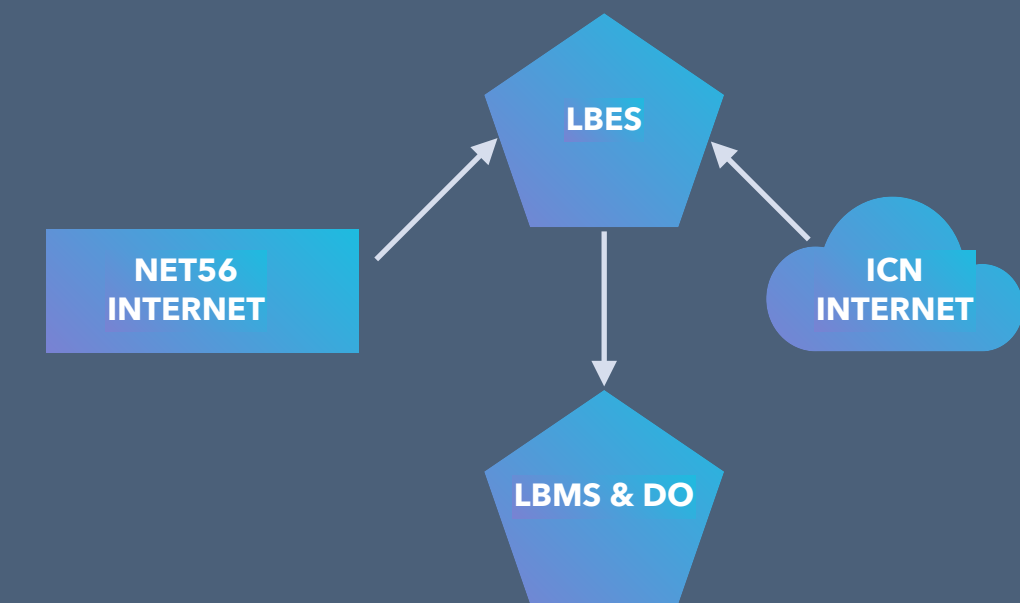 LBES
NET56
INTERNET
ICN
INTERNET
LBMS & DO